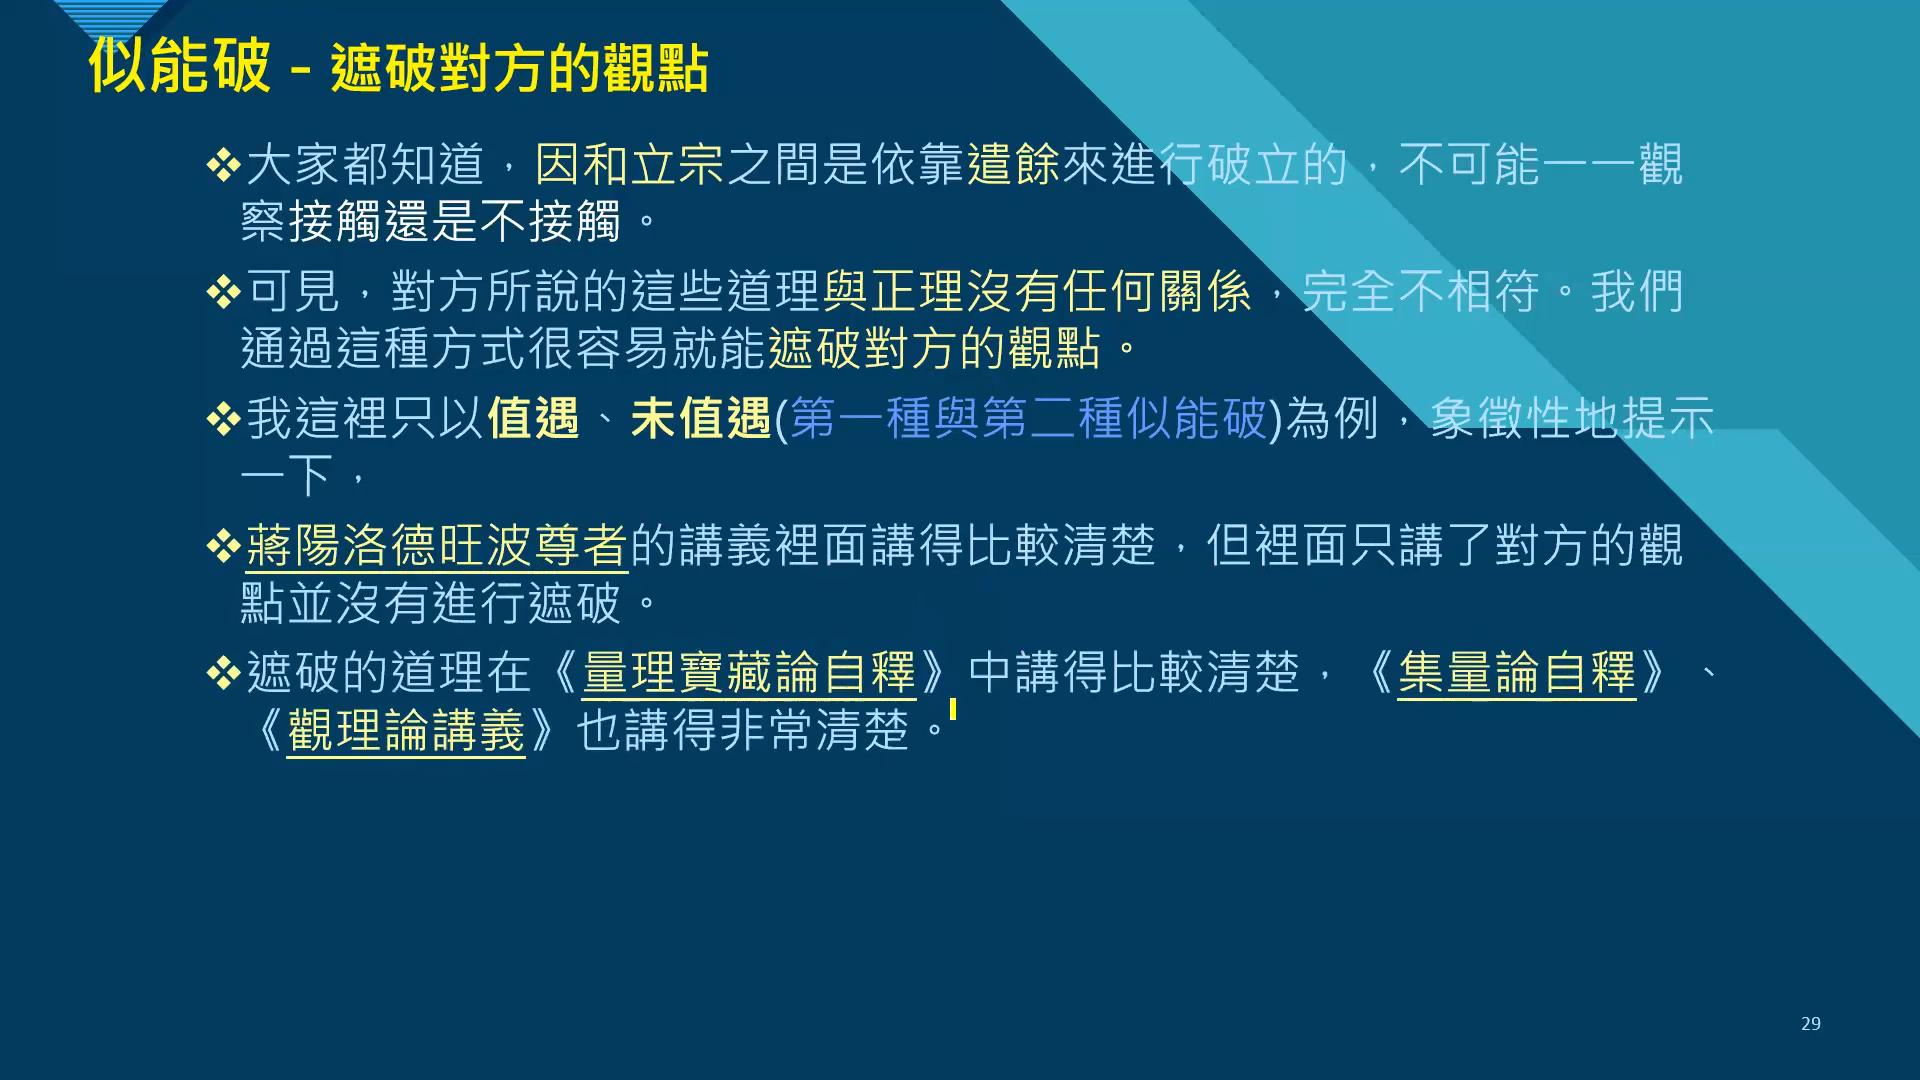 似能破 - 遮破對方的觀點
❖大家都知道，因和立宗之間是依靠遣餘來進行破立的，不可能一一觀
察接觸還是不接觸。
❖可見，對方所說的這些道理與正理沒有任何關係，完全不相符。我們
通過這種方式很容易就能遮破對方的觀點。
❖我這裡只以值遇、未值遇(第一種與第二種似能破)為例，象徵性地提示
一下，
❖蔣陽洛德旺波尊者的講義裡面講得比較清楚，但裡面只講了對方的觀
點並沒有進行遮破。
❖遮破的道理在《量理寶藏論自釋》中講得比較清楚，《集量論自釋》、
《觀理論講義》也講得非常清楚。
29